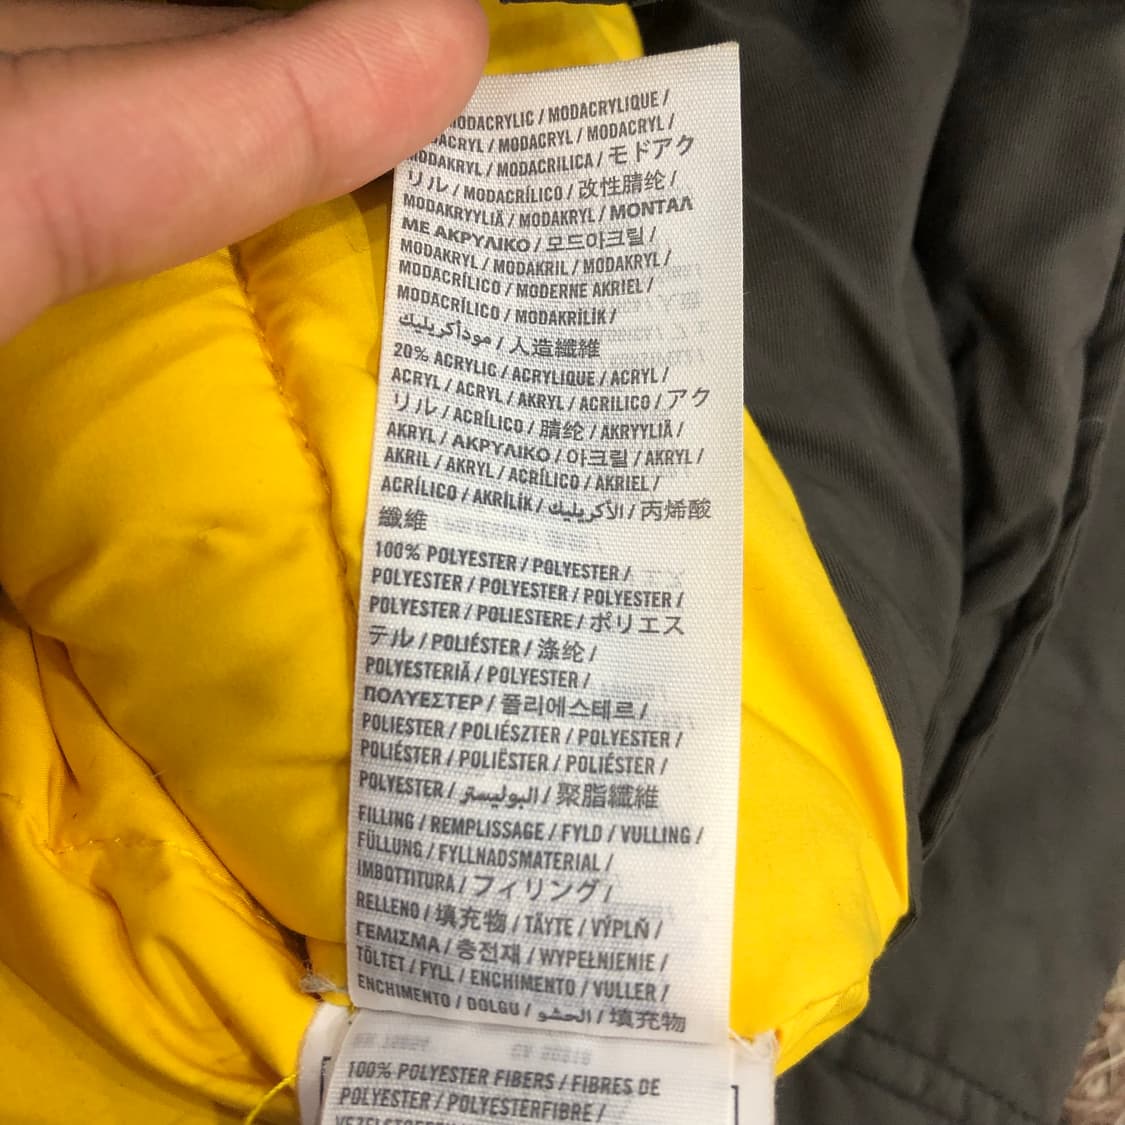 MODACRYLIC / MODACRYLIQUE /
MODACRYL / MODACRYL / MODACRYL /
MODAKRYL / MODACRILICA / モドアク
リル / MODACRÍLICO / 改性腈纶 /
MODAKRYYLIÄ / MODAKRYL / ΜΟΝΤΑΛ
ΜΕ ΑΚΡΥΛΙΚΟ / 모드아크릴 /
MODAKRYL / MODAKRIL / MODAKRYL /
MODACRÍLICO / MODERNE AKRIEL /
MODACRÍLICO / MODAKRİLİK /
موداكريليك / 人造纖維
20% ACRYLIC / ACRYLIQUE / ACRYL /
ACRYL / ACRYL / AKRYL / ACRILICO / アク
リル / ACRÍLICO / 腈纶 / AKRYYLIÄ /
AKRYL / ΑΚΡΥΛΙΚΟ / 아크릴 / AKRYL /
AKRIL / AKRYL / ACRÍLICO / AKRIEL /
ACRÍLICO / AKRİLİK / الأكريليك / 丙烯酸
纖維
100% POLYESTER / POLYESTER /
POLYESTER / POLYESTER / POLYESTER /
POLYESTER / POLIESTERE / ポリエス
テル / POLIÉSTER / 涤纶 /
POLYESTERIÄ / POLYESTER /
ΠΟΛΥΕΣΤΕΡ / 폴리에스테르 /
POLIESTER / POLIÉSZTER / POLYESTER /
POLIÉSTER / POLIËSTER / POLIÉSTER /
POLYESTER / البوليستر / 聚脂纖維
FILLING / REMPLISSAGE / FYLD / VULLING /
FÜLLUNG / FYLLNADSMATERIAL /
IMBOTTITURA / フィリング /
RELLENO / 填充物 / TÄYTE / VÝPLŇ /
ΓΕΜΙΣΜΑ / 충전재 / WYPEŁNIENIE /
TÖLTET / FYLL / ENCHIMENTO / VULLER /
ENCHIMENTO / DOLGU / الحشو / 填充物
100% POLYESTER FIBERS / FIBRES DE
POLYESTER / POLYESTERFIBRE /